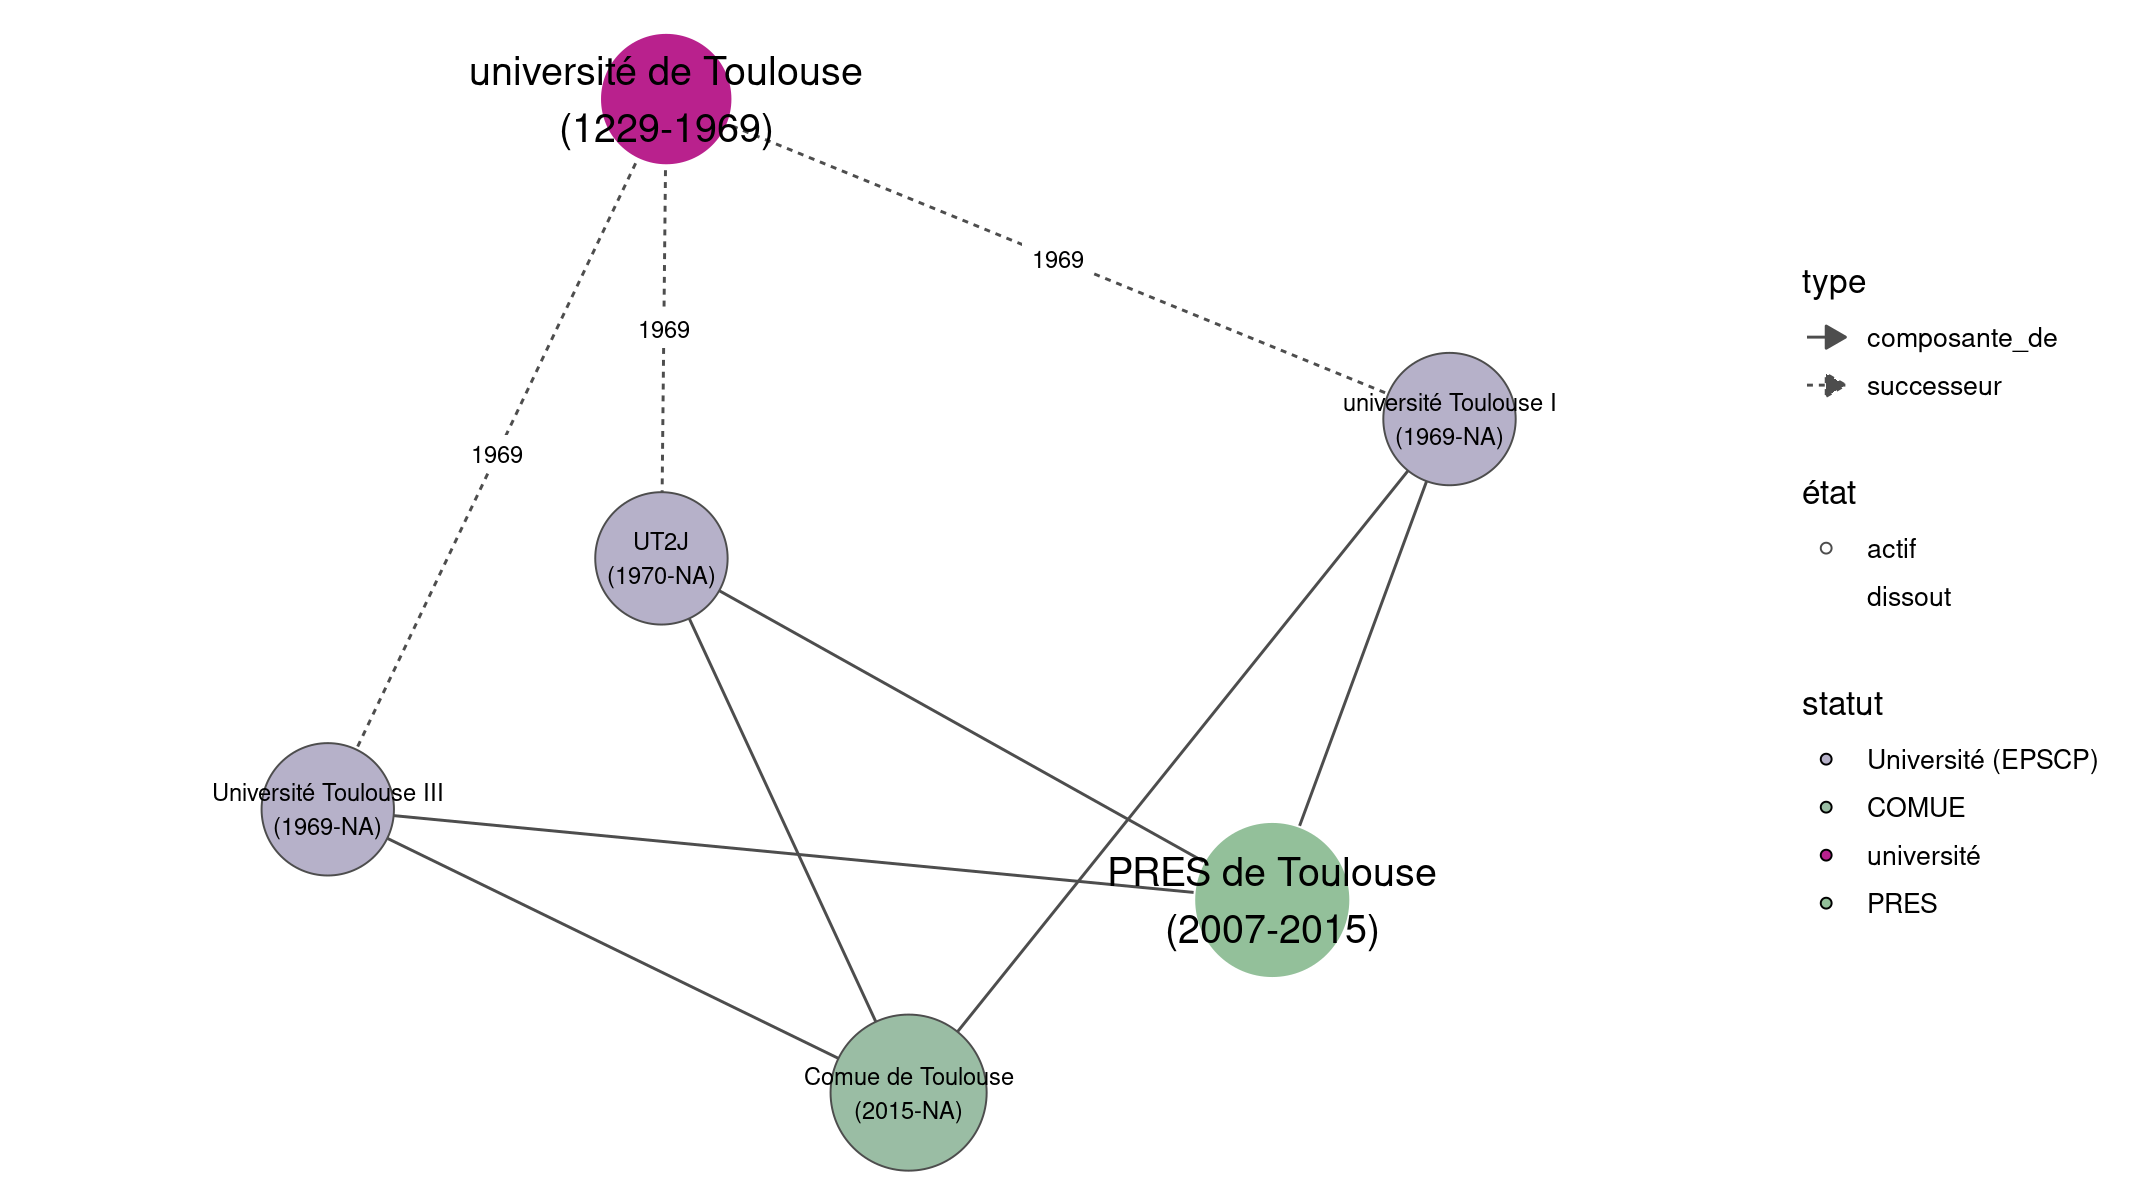 université de Toulouse
(1229-1969)
1969
1969
1969
université Toulouse I
(1969-NA)
UT2J
(1970-NA)
Université Toulouse III
(1969-NA)
PRES de Toulouse
(2007-2015)
Comue de Toulouse
(2015-NA)
type
composante_de
successeur
état
actif
dissout
statut
Université (EPSCP)
COMUE
université
PRES